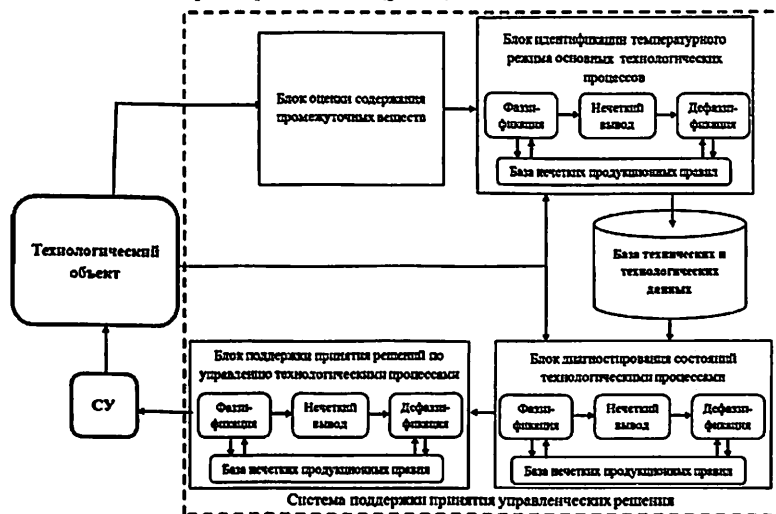 Блок идентификации температурного
режима основных технологических
процессов
Фаззи-
фикация
Нечеткий
вывод
Дефаззи-
фикация
База нечетких продукционных правил
Блок оценки содержания
промежуточных веществ
Технологический
объект
База технических и
технологических
данных
Блок поддержки принятия решений по
управлению технологическими процессами
Фаззи-
фикация
Нечеткий
вывод
Дефаззи-
фикация
База нечетких продукционных правил
Блок диагностирования состояний
технологическими процессами
Фаззи-
фикация
Нечеткий
вывод
Дефаззи-
фикация
База нечетких продукционных правил
СУ
Система поддержки принятия управленческих решения